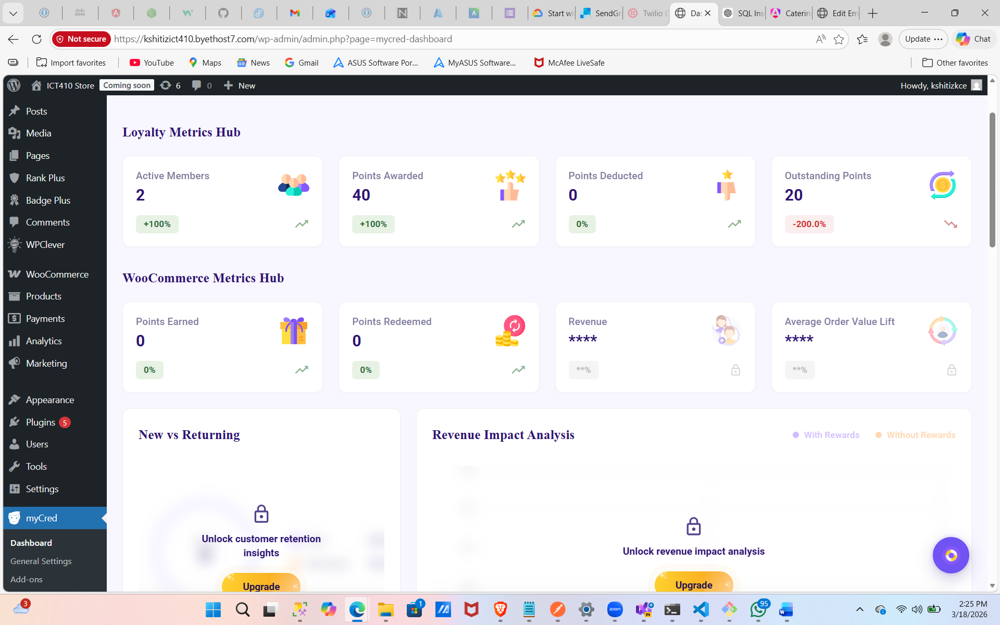 Start wi
SendGri
Twilio C
Das
SQL Ins
Catering
Edit Em
Not secure
https://kshitizict410.byethost7.com/wp-admin/admin.php?page=mycred-dashboard
Update
Chat
Import favorites
YouTube
Maps
News
Gmail
ASUS Software Por...
MyASUS Software...
McAfee LiveSafe
Other favorites
ICT410 Store
Coming soon
6
0
New
Howdy, kshitizkce
Posts
Media
Pages
Rank Plus
Badge Plus
Comments
WPClever
WooCommerce
Products
Payments
Analytics
Marketing
Appearance
Plugins 5
Users
Tools
Settings
myCred
Dashboard
General Settings
Add-ons
Loyalty Metrics Hub
Active Members
2
+100%
Points Awarded
40
+100%
Points Deducted
0
0%
Outstanding Points
20
-200.0%
WooCommerce Metrics Hub
Points Earned
0
0%
Points Redeemed
0
0%
Revenue
****
**%
Average Order Value Lift
****
**%
New vs Returning
Unlock customer retention
insights
Upgrade
Revenue Impact Analysis
With Rewards
Without Rewards
Unlock revenue impact analysis
Upgrade
3
1
zoom
IN
95
2:25 PM
3/18/2026